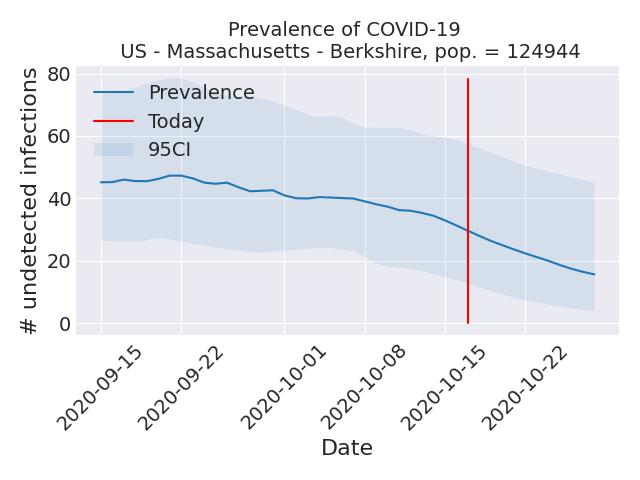 Prevalence of COVID-19
US - Massachusetts - Berkshire, pop. = 124944
# undetected infections
80
60
40
20
0
Prevalence
Today
95CI
2020-09-15
2020-09-22
2020-10-01
2020-10-08
2020-10-15
2020-10-22
Date